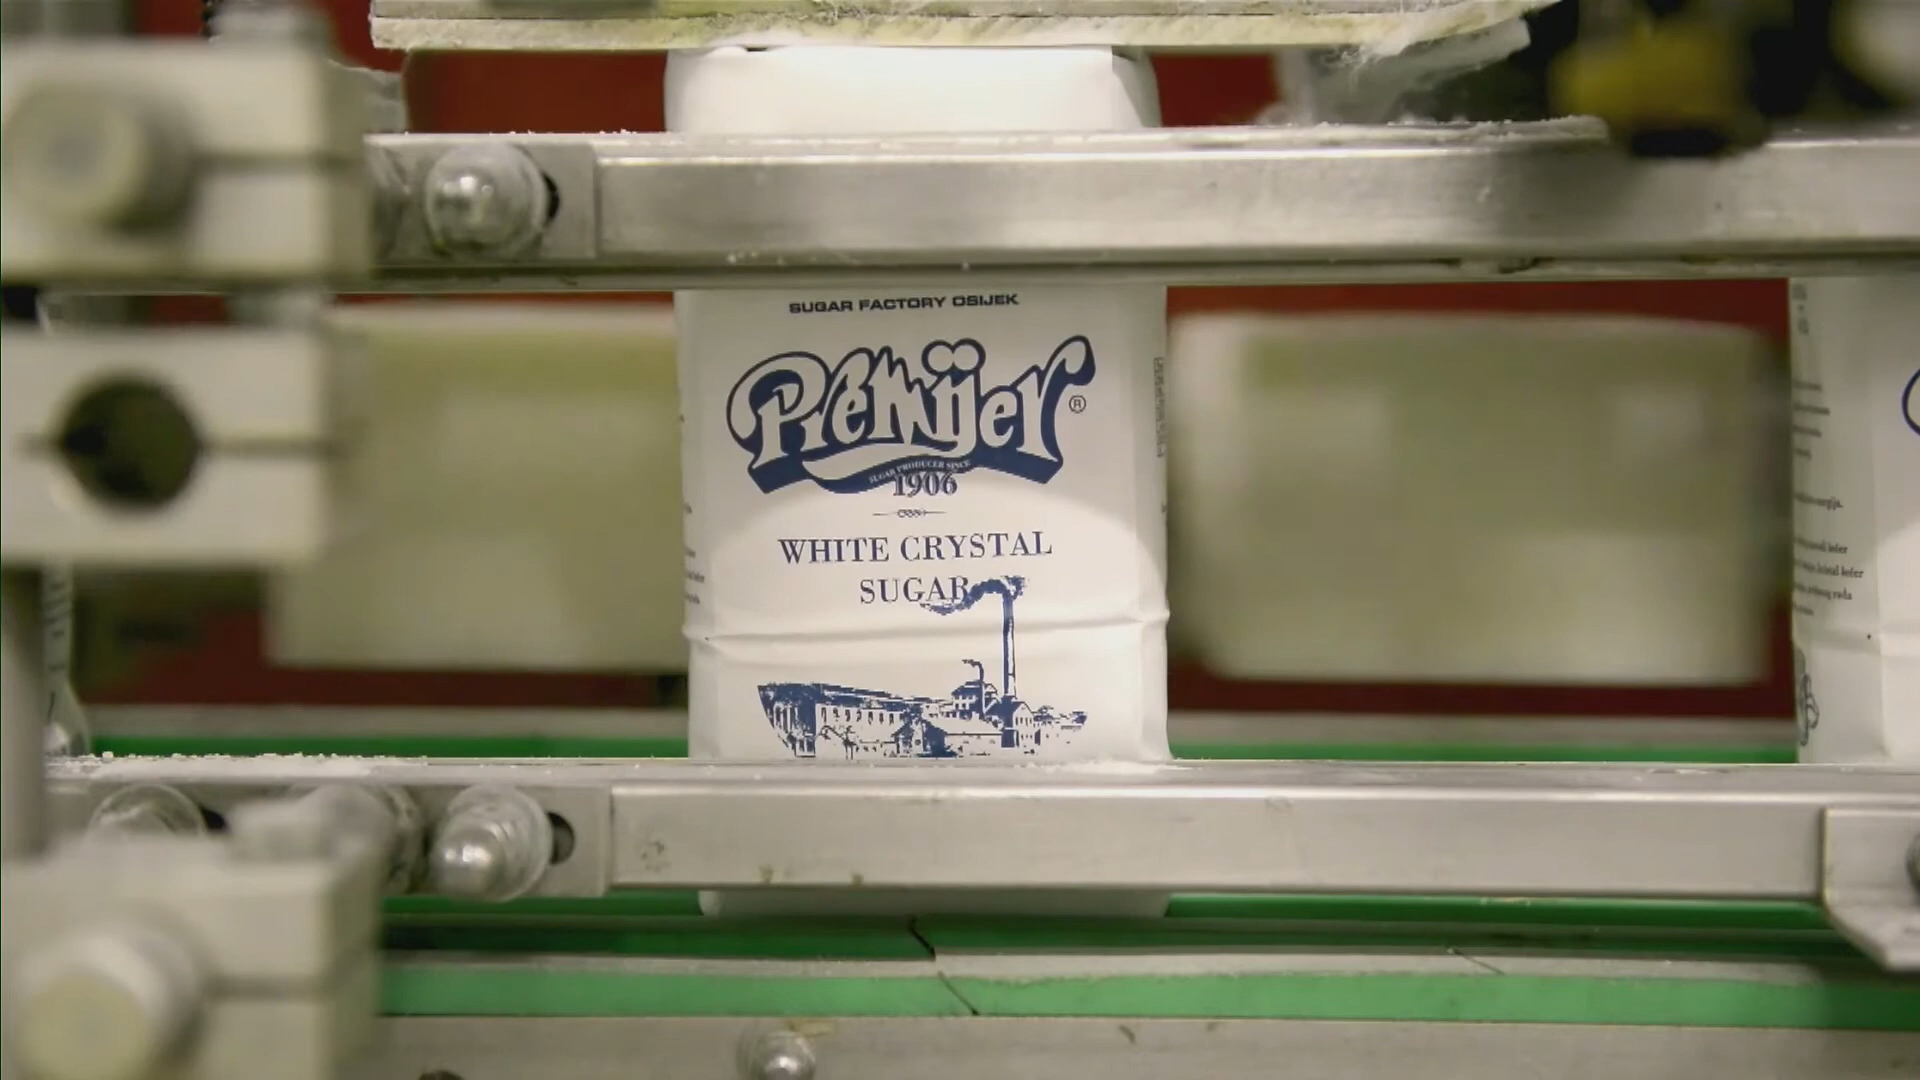 SUGAR FACTORY OSIJEK
Premijer ®
SUGAR PRODUCER SINCE
1906
WHITE CRYSTAL
SUGAR